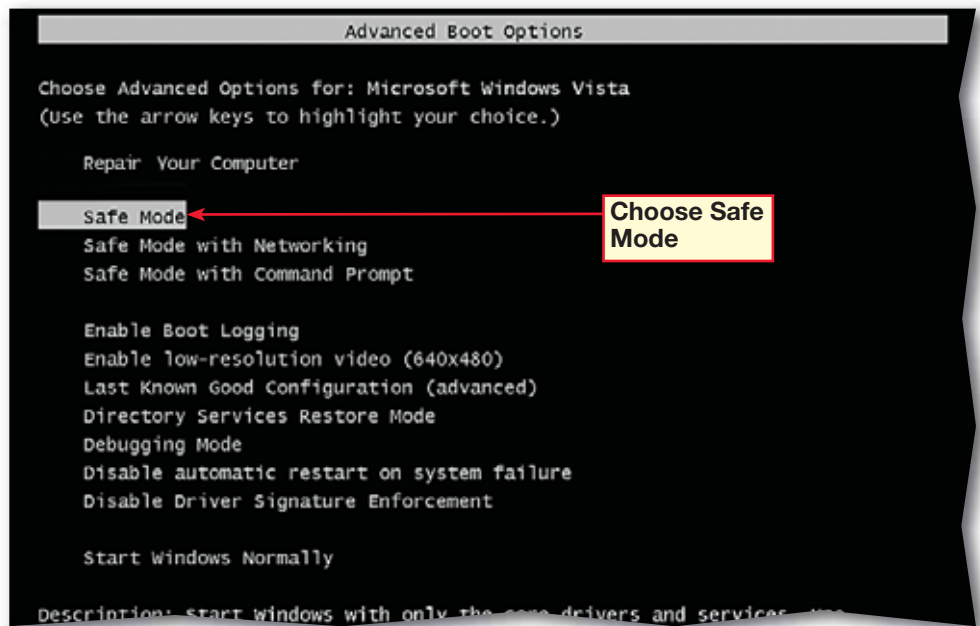 Advanced Boot Options
Choose Advanced Options for: Microsoft Windows Vista
(Use the arrow keys to highlight your choice.)
Repair Your Computer
Safe Mode
Choose Safe
Mode
Safe Mode with Networking
Safe Mode with Command Prompt
Enable Boot Logging
Enable low-resolution video (640x480)
Last Known Good Configuration (advanced)
Directory Services Restore Mode
Debugging Mode
Disable automatic restart on system failure
Disable Driver Signature Enforcement
Start Windows Normally
Description: Start Windows with only the core drivers and services.